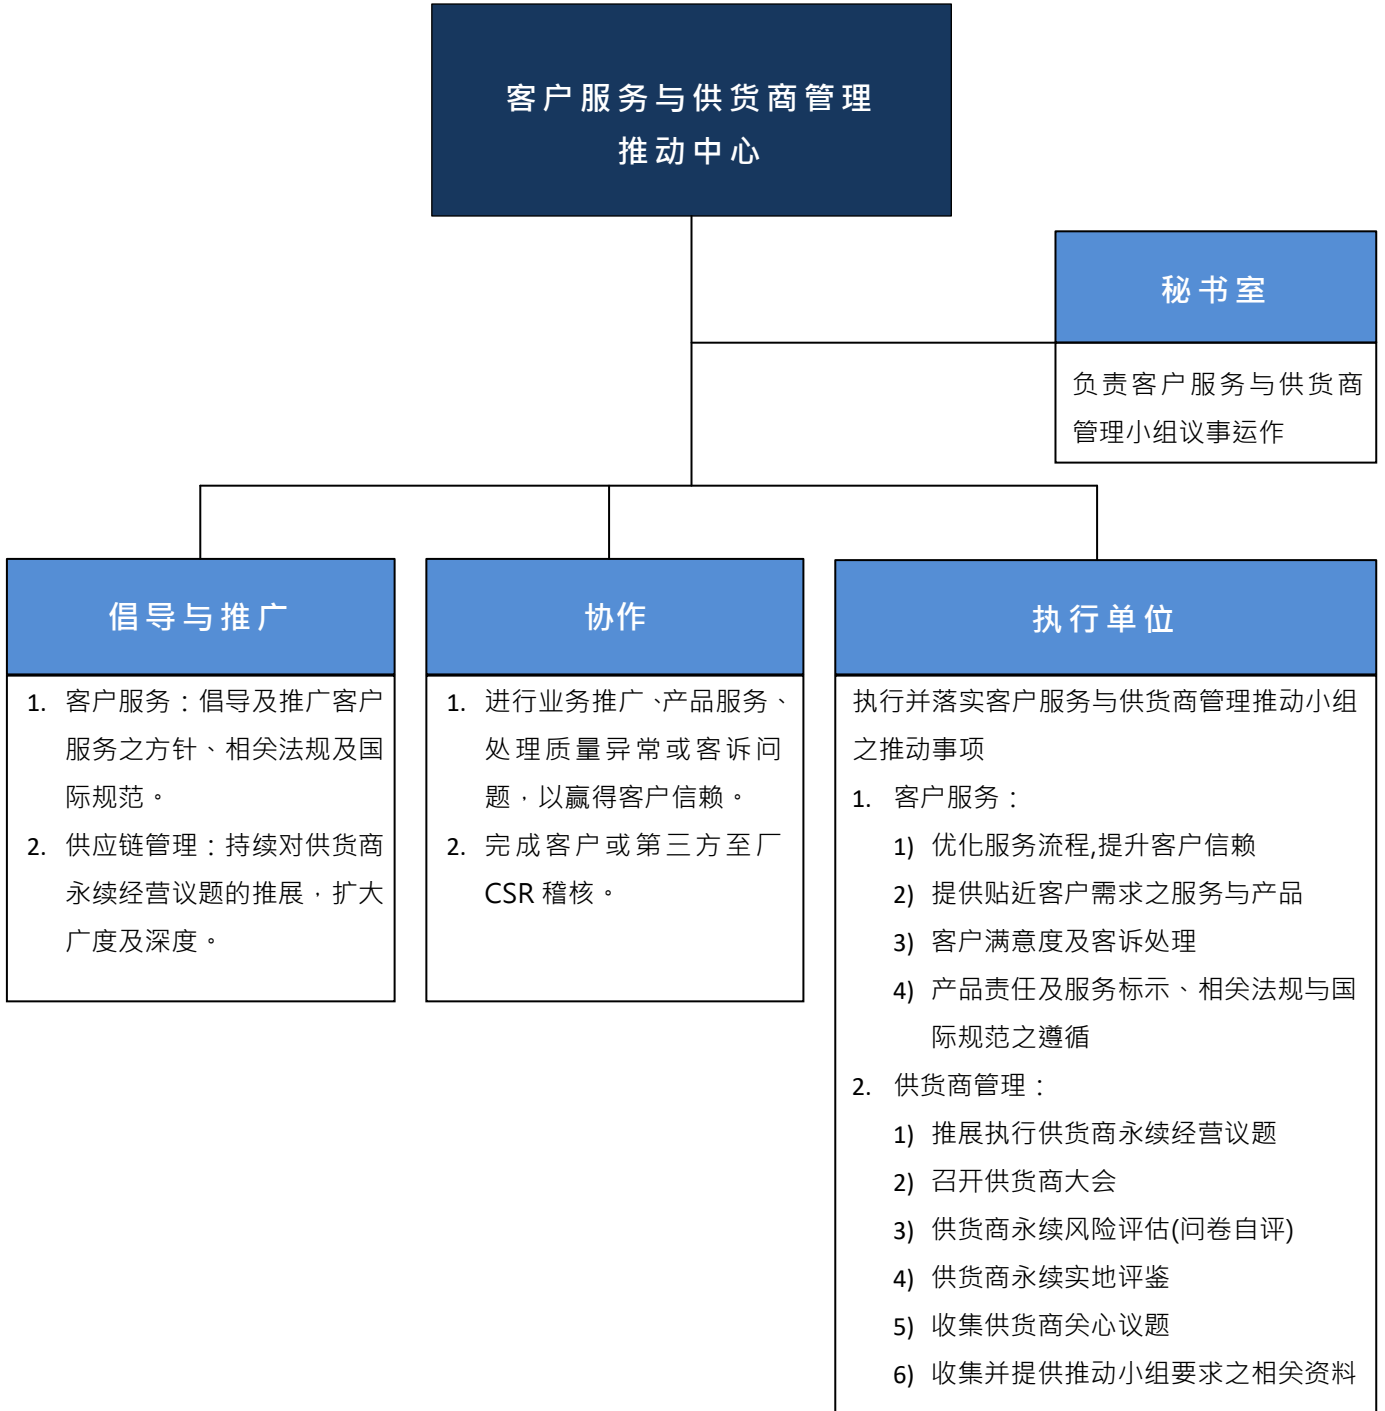 客户服务与供货商管理
推动中心
秘书室
负责客户服务与供货商
管理小组议事运作
倡导与推广
1. 客户服务：倡导及推广客户
服务之方针、相关法规及国
际规范。
2. 供应链管理：持续对供货商
永续经营议题的推展，扩大
广度及深度。
协作
1. 进行业务推广、产品服务、
处理质量异常或客诉问
题，以赢得客户信赖。
2. 完成客户或第三方至厂
CSR 稽核。
执行单位
执行并落实客户服务与供货商管理推动小组
之推动事项
1. 客户服务：
1) 优化服务流程,提升客户信赖
2) 提供贴近客户需求之服务与产品
3) 客户满意度及客诉处理
4) 产品责任及服务标示、相关法规与国
际规范之遵循
2. 供货商管理：
1) 推展执行供货商永续经营议题
2) 召开供货商大会
3) 供货商永续风险评估(问卷自评)
4) 供货商永续实地评鉴
5) 收集供货商关心议题
6) 收集并提供推动小组要求之相关资料